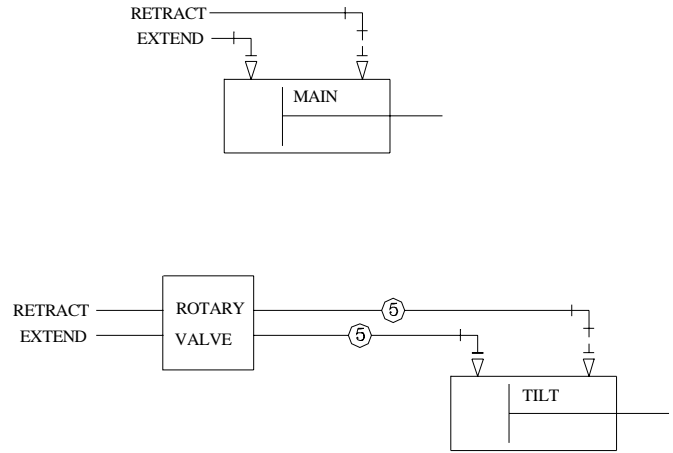 RETRACT
EXTEND
MAIN
RETRACT
ROTARY
5
EXTEND
VALVE
5
TILT